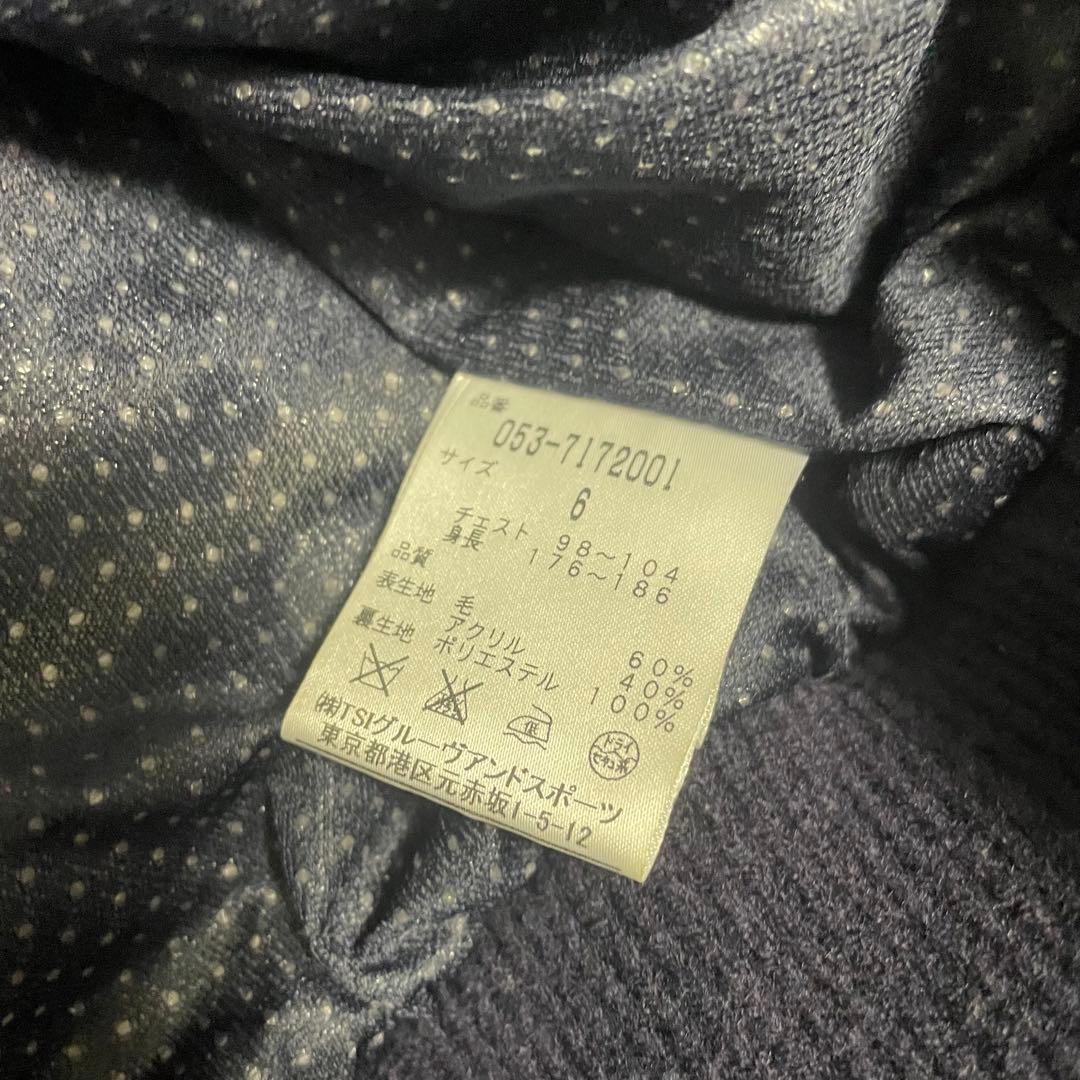 品番
053-7172001
サイズ
6
チェスト 98〜104
身長 176〜186
品質
表生地 毛 60%
アクリル 40%
裏生地 ポリエステル 100%
ドライ
(株)TSIグルーヴアンドスポーツ
東京都港区元赤坂1-5-12